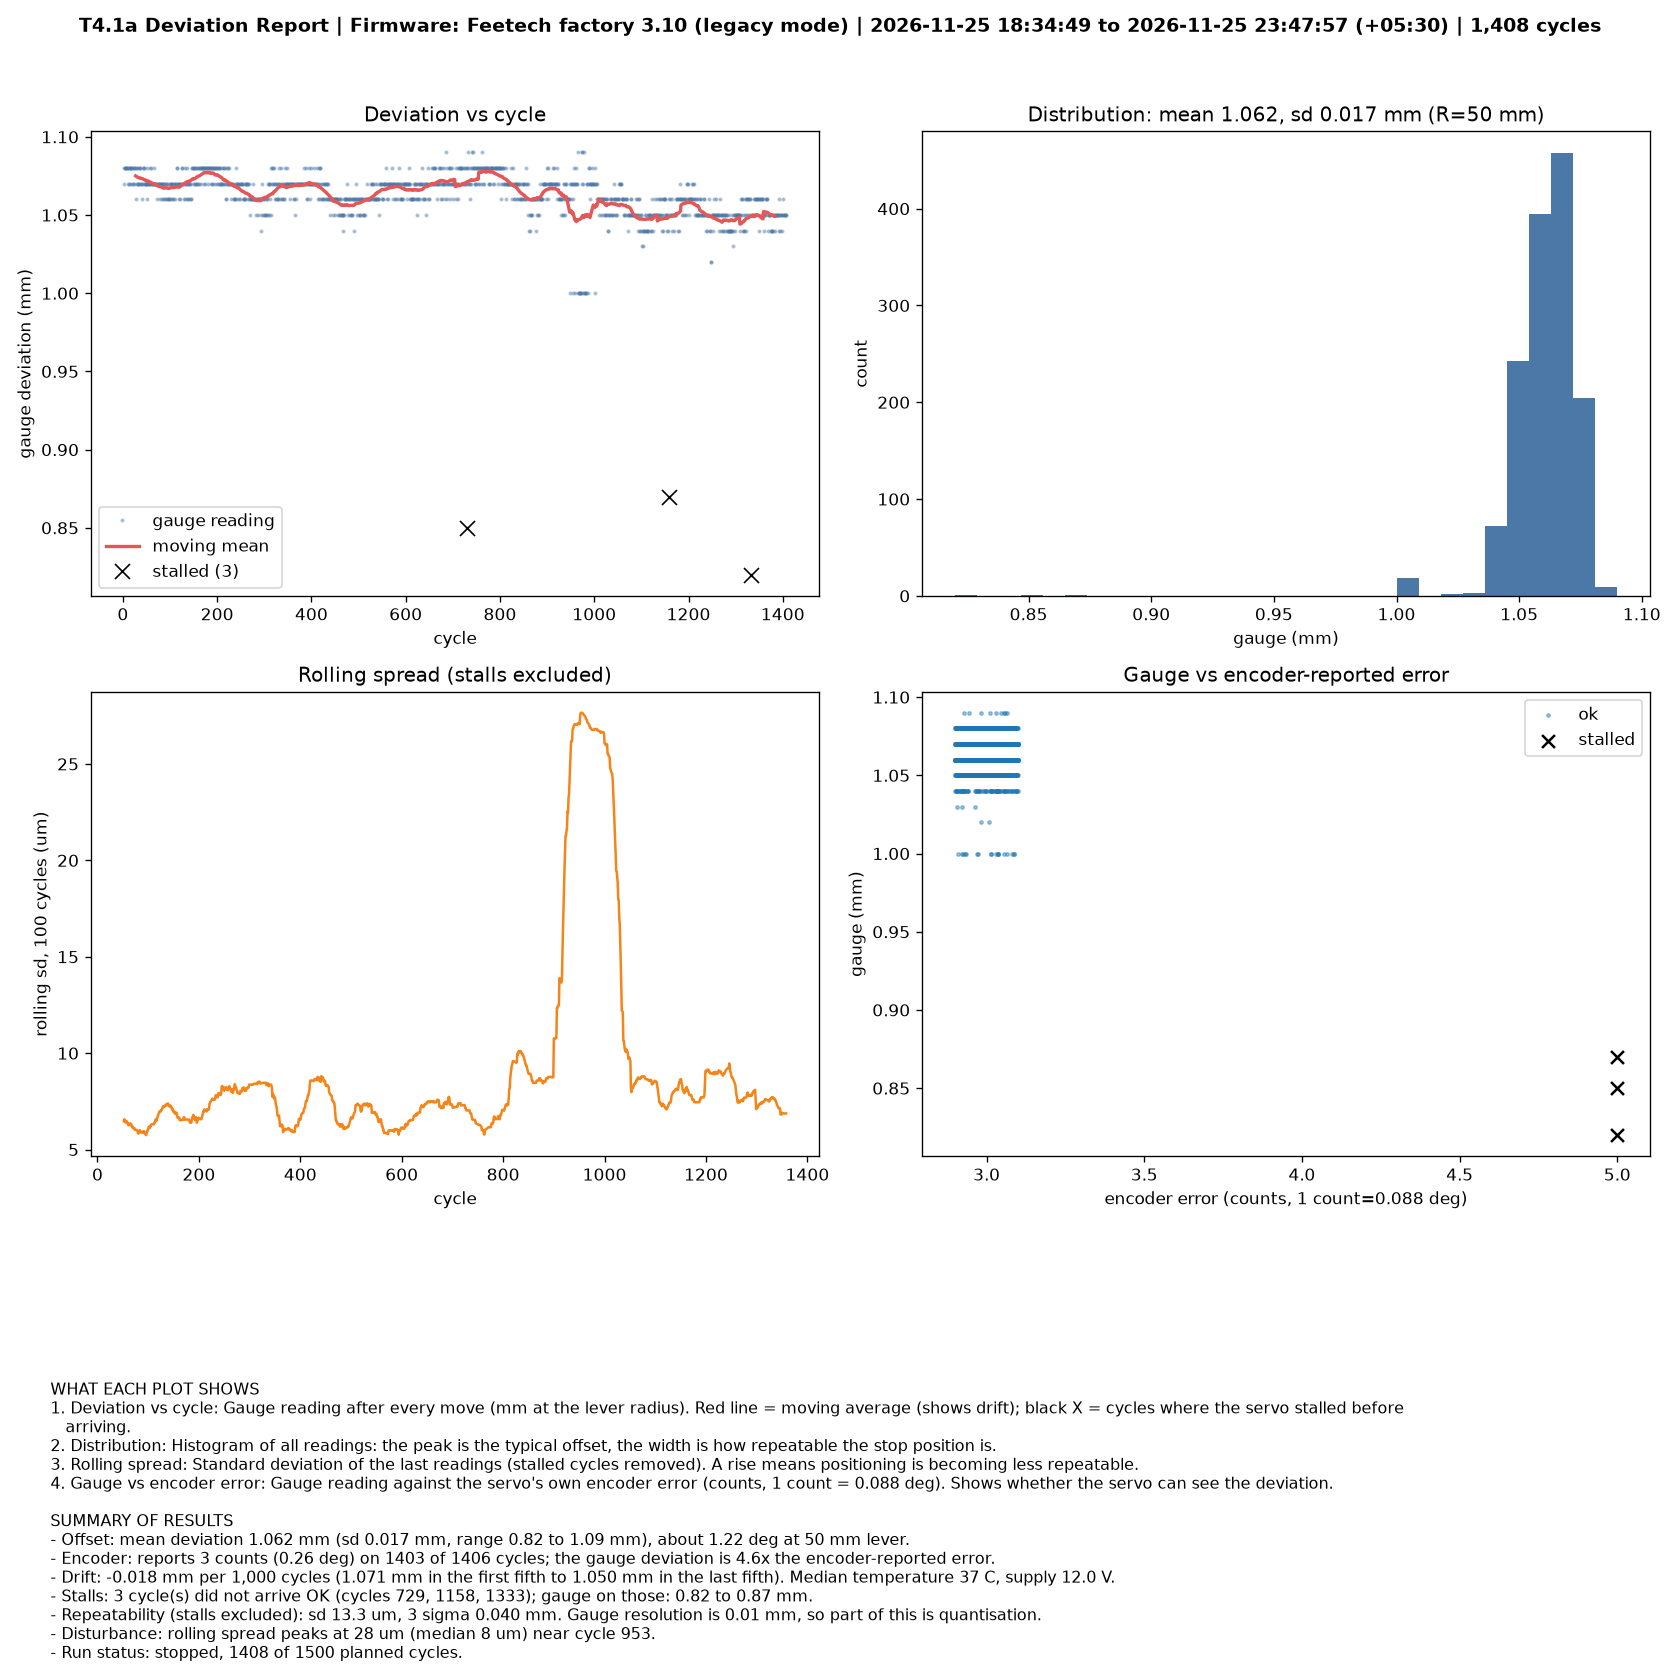 T4.1a Deviation Report | Firmware: Feetech factory 3.10 (legacy mode) | 2026-11-25 18:34:49 to 2026-11-25 23:47:57 (+05:30) | 1,408 cycles
Deviation vs cycle
1.10
1.05
1.00
0.95
0.90
0.85
gauge deviation (mm)
gauge reading
moving mean
stalled (3)
0 200 400 600 800 1000 1200 1400
cycle
Distribution: mean 1.062, sd 0.017 mm (R=50 mm)
400
300
200
100
0
count
0.85 0.90 0.95 1.00 1.05 1.10
gauge (mm)
Rolling spread (stalls excluded)
25
20
15
10
5
rolling sd, 100 cycles (um)
0 200 400 600 800 1000 1200 1400
cycle
Gauge vs encoder-reported error
1.10
1.05
1.00
0.95
0.90
0.85
gauge (mm)
ok
stalled
3.0 3.5 4.0 4.5 5.0
encoder error (counts, 1 count=0.088 deg)
WHAT EACH PLOT SHOWS
1. Deviation vs cycle: Gauge reading after every move (mm at the lever radius). Red line = moving average (shows drift); black X = cycles where the servo stalled before
arriving.
2. Distribution: Histogram of all readings: the peak is the typical offset, the width is how repeatable the stop position is.
3. Rolling spread: Standard deviation of the last readings (stalled cycles removed). A rise means positioning is becoming less repeatable.
4. Gauge vs encoder error: Gauge reading against the servo's own encoder error (counts, 1 count = 0.088 deg). Shows whether the servo can see the deviation.
SUMMARY OF RESULTS
- Offset: mean deviation 1.062 mm (sd 0.017 mm, range 0.82 to 1.09 mm), about 1.22 deg at 50 mm lever.
- Encoder: reports 3 counts (0.26 deg) on 1403 of 1406 cycles; the gauge deviation is 4.6x the encoder-reported error.
- Drift: -0.018 mm per 1,000 cycles (1.071 mm in the first fifth to 1.050 mm in the last fifth). Median temperature 37 C, supply 12.0 V.
- Stalls: 3 cycle(s) did not arrive OK (cycles 729, 1158, 1333); gauge on those: 0.82 to 0.87 mm.
- Repeatability (stalls excluded): sd 13.3 um, 3 sigma 0.040 mm. Gauge resolution is 0.01 mm, so part of this is quantisation.
- Disturbance: rolling spread peaks at 28 um (median 8 um) near cycle 953.
- Run status: stopped, 1408 of 1500 planned cycles.